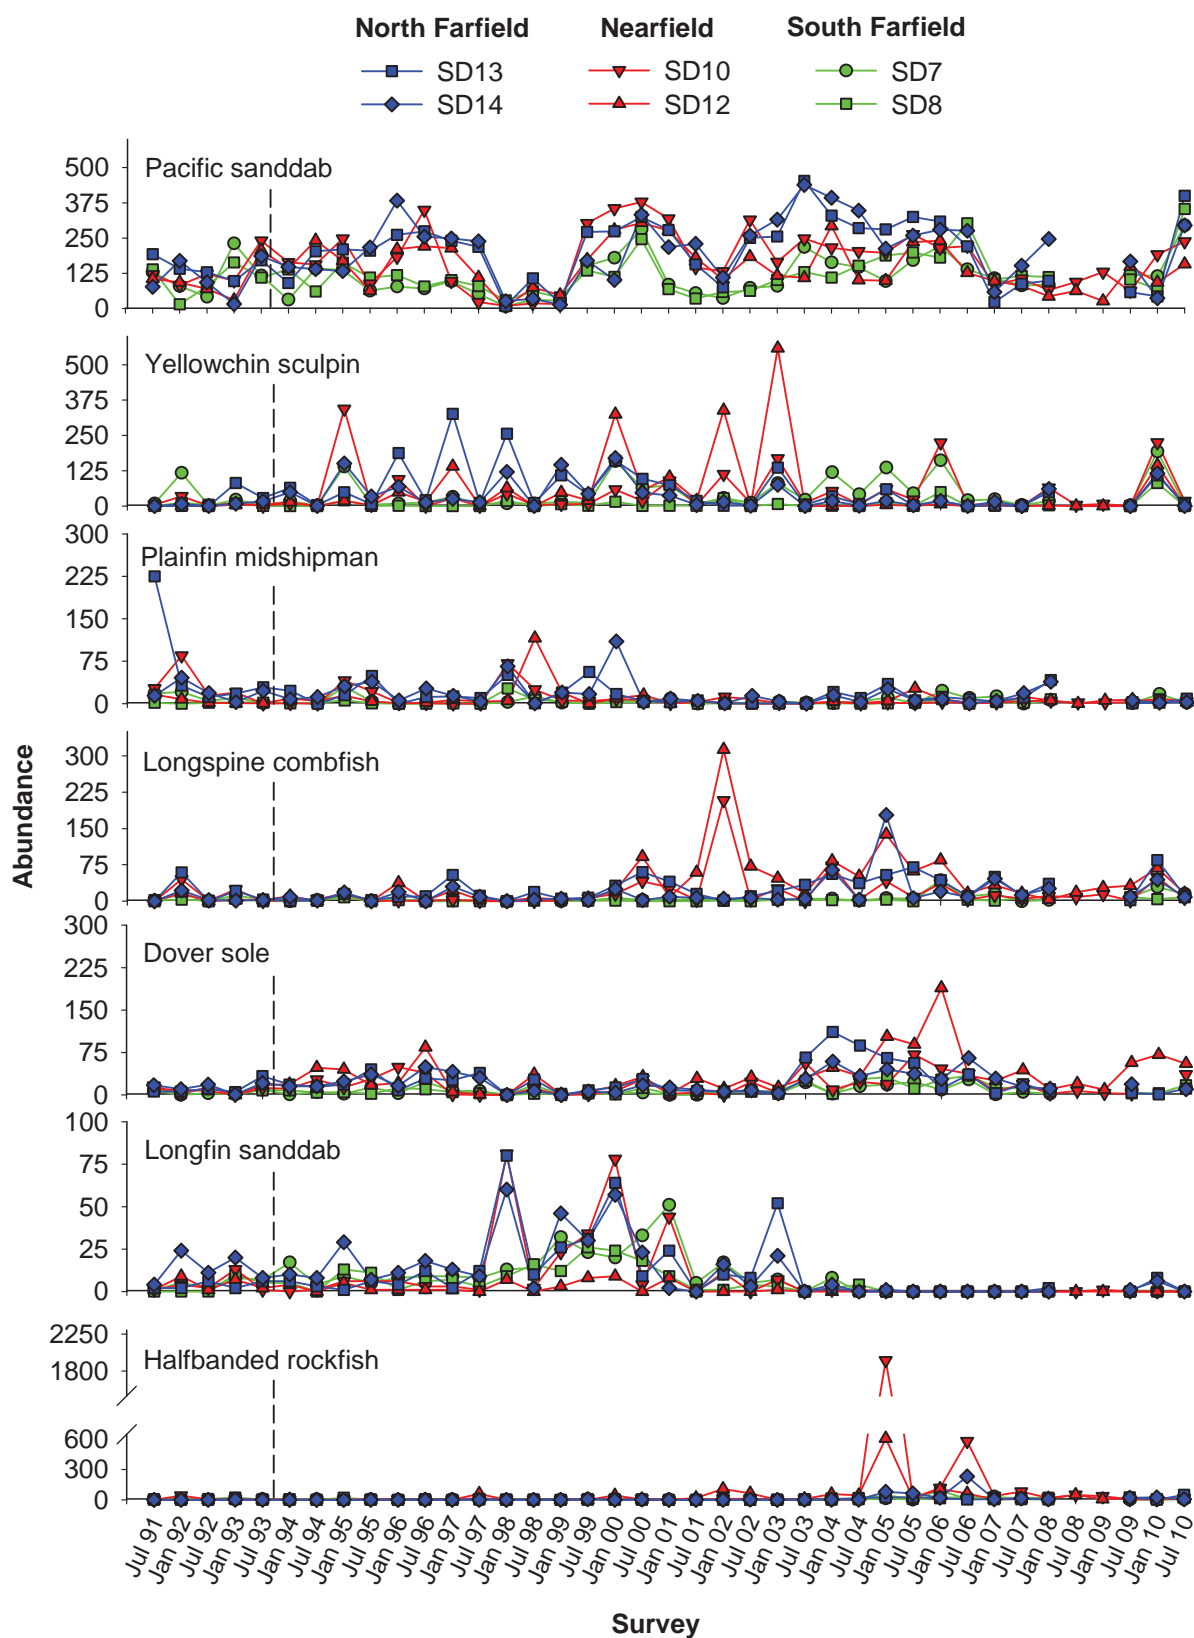 North Farfield Nearfield South Farfield
SD13 SD10 SD7
SD14 SD12 SD8
Abundance
Pacific sanddab
500
375
250
125
0
Yellowchin sculpin
500
375
250
125
0
Plainfin midshipman
300
225
150
75
0
Longspine combfish
300
225
150
75
0
Dover sole
300
225
150
75
0
Longfin sanddab
100
75
50
25
0
Halfbanded rockfish
2250
1800
600
300
0
Jul 91 Jan 92 Jul 92 Jan 93 Jul 93 Jan 94 Jul 94 Jan 95 Jul 95 Jan 96 Jul 96 Jan 97 Jul 97 Jan 98 Jul 98 Jan 99 Jul 99 Jan 00 Jul 00 Jan 01 Jul 01 Jan 02 Jul 02 Jan 03 Jul 03 Jan 04 Jul 04 Jan 05 Jul 05 Jan 06 Jul 06 Jan 07 Jul 07 Jan 08 Jul 08 Jan 09 Jul 09 Jan 10 Jul 10
Survey